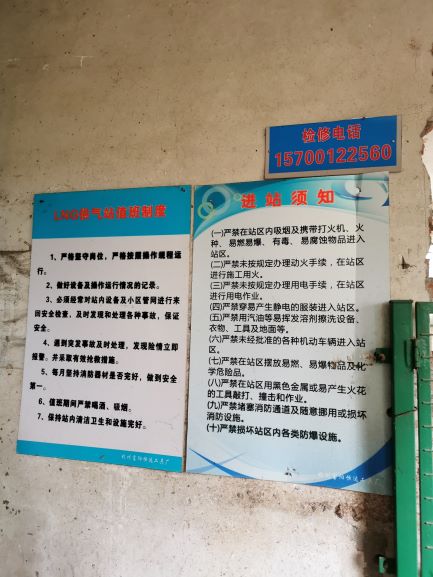 检修电话
15700122560
LNG供气站值班制度
1、严格坚守岗位，严格按照操作规程运
行。
2、做好设备及操作运行情况的记录。
3、必须经常对站内设备及小区管网进行来
回安全检查，及时发现和处理各种事故，保证
安全。
4、遇到突发事故及时处理，发现险情立即
报警。并采取有效抢救措施。
5、每月坚持消防器材是否完好，做到安全
第一。
6、值班期间严禁喝酒、吸烟。
7、保持站内清洁卫生和设施完好。
进站须知
(一)严禁在站区内吸烟及携带打火机、火
种、易燃易爆、有毒、易腐蚀物品进入
站区。
(二)严禁未按规定办理动火手续，在站区
进行施工用火。
(三)严禁未按规定办理用电手续，在站区
进行用电作业。
(四)严禁穿易产生静电的服装进入站区。
(五)严禁用汽油等易挥发溶剂擦洗设备、
衣物、工具及地面等。
(六)严禁未经批准的各种机动车辆进入站
区。
(七)严禁在站区摆放易燃、易爆物品及化
学危险品。
(八)严禁在站区用黑色金属或易产生火花
的工具敲打、撞击和作业。
(九)严禁堵塞消防通道及随意挪用或损坏
消防设施。
(十)严禁损坏站区内各类防爆设施。